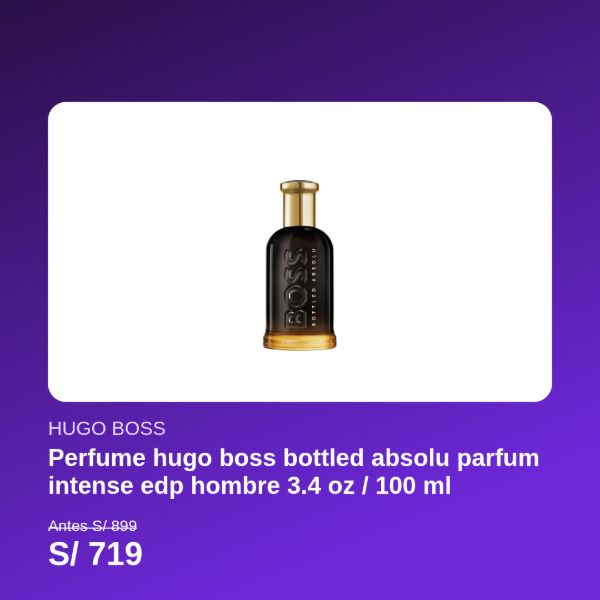 BOSS
BOTTLED ABSOLU
HUGO BOSS
Perfume hugo boss bottled absolu parfum
intense edp hombre 3.4 oz / 100 ml
Antes S/ 899
S/ 719